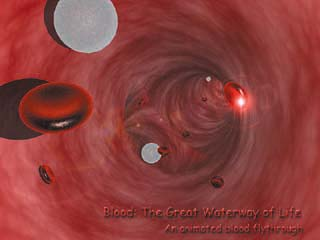 Blood: The Great Waterway of Life
An animated blood flythrough